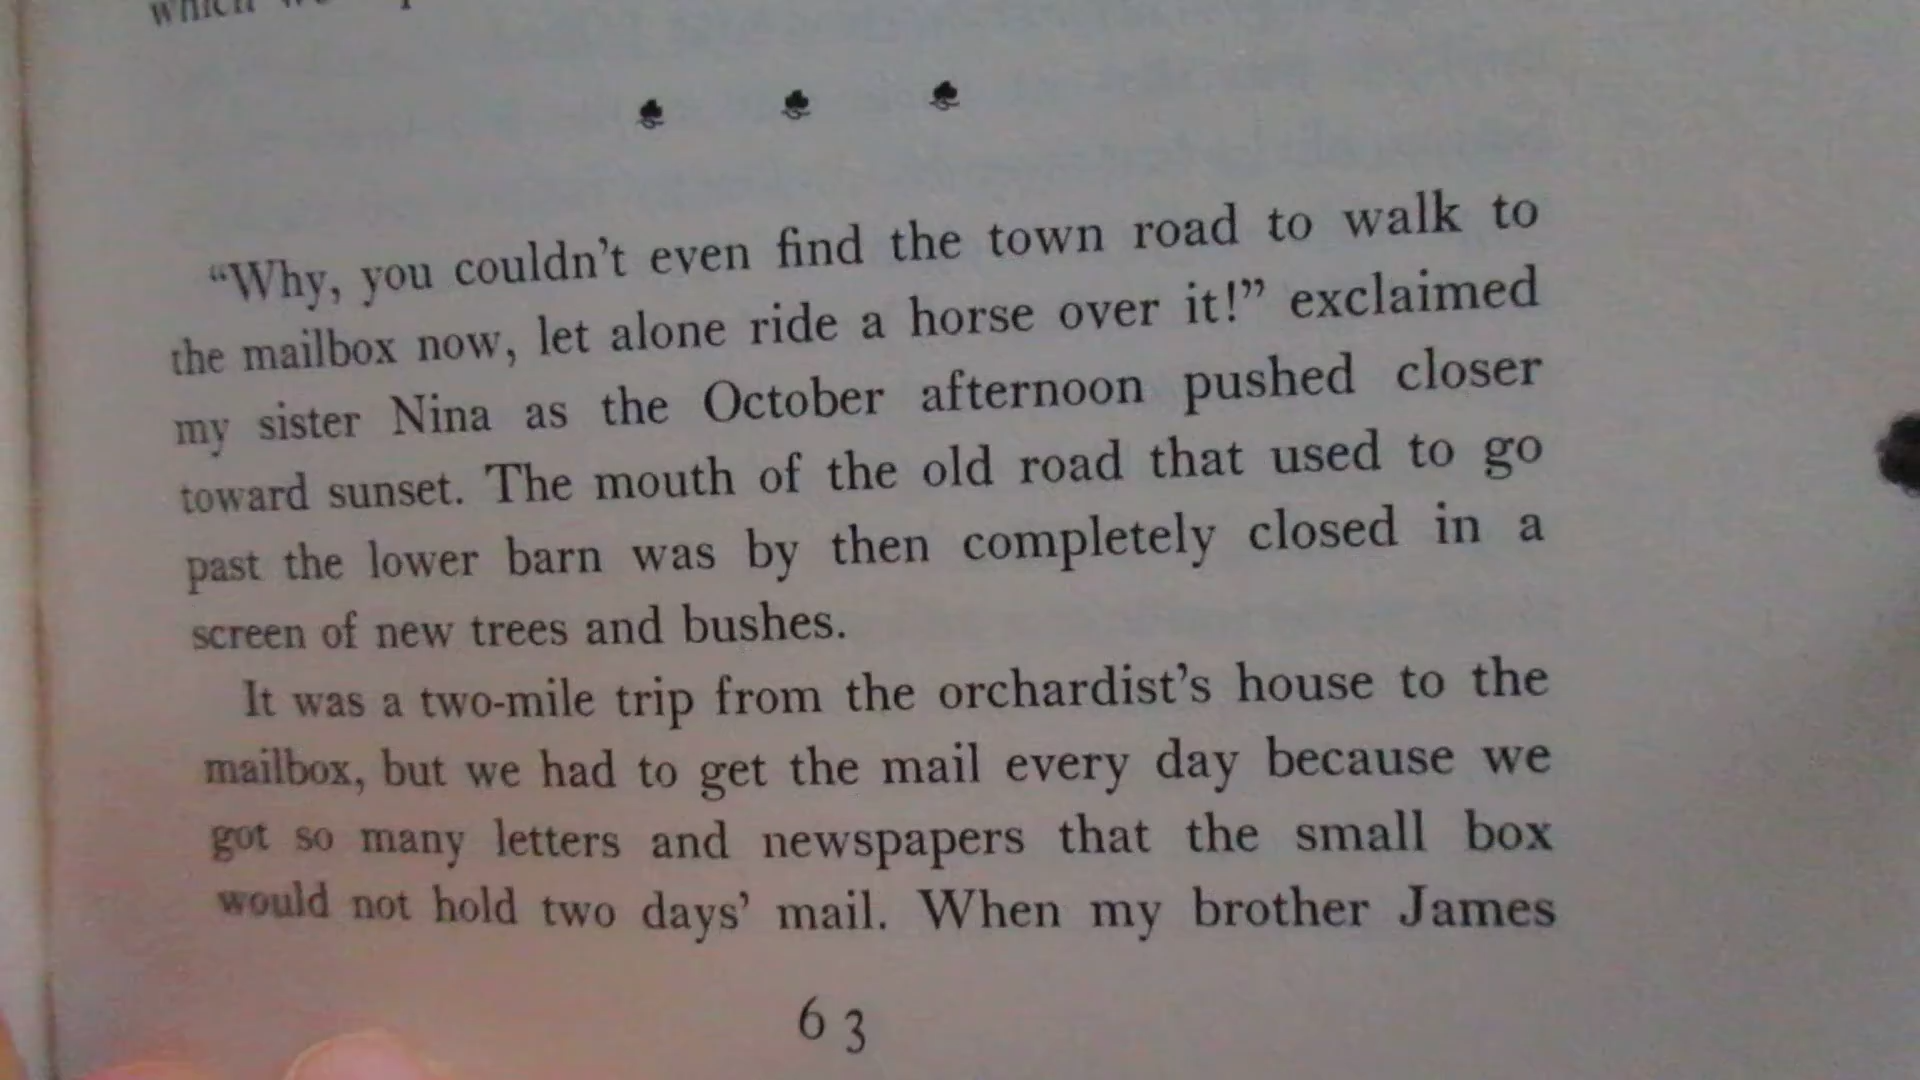 which
“Why, you couldn’t even find the town road to walk to
the mailbox now, let alone ride a horse over it!” exclaimed
my sister Nina as the October afternoon pushed closer
toward sunset. The mouth of the old road that used to go
past the lower barn was by then completely closed in a
screen of new trees and bushes.
It was a two-mile trip from the orchardist’s house to the
mailbox, but we had to get the mail every day because we
got so many letters and newspapers that the small box
would not hold two days’ mail. When my brother James
63